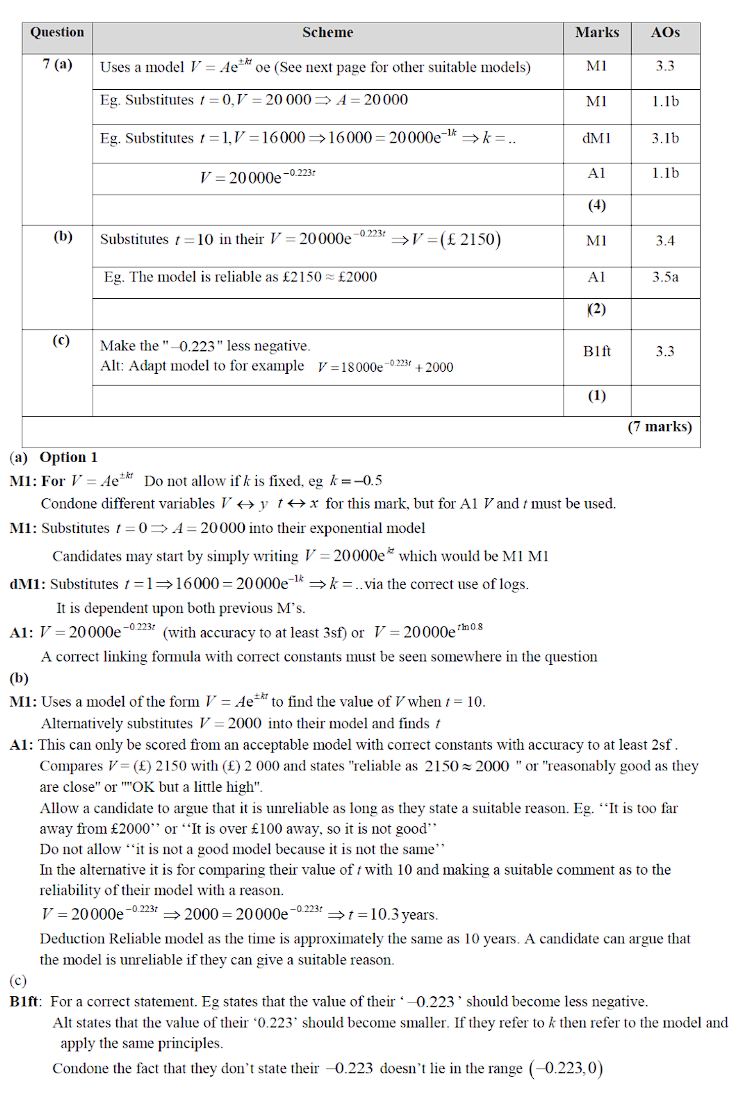 Question Scheme Marks AOs
7 (a) Uses a model V = Ae^{±kt} oe (See next page for other suitable models) M1 3.3
Eg. Substitutes t = 0, V = 20 000 ⇒ A = 20000 M1 1.1b
Eg. Substitutes t = 1, V = 16000 ⇒ 16000 = 20000e^{−1k} ⇒ k = .. dM1 3.1b
V = 20000e^{−0.223t} A1 1.1b
(4)
(b) Substitutes t = 10 in their V = 20000e^{−0.223t} ⇒ V = (£ 2150) M1 3.4
Eg. The model is reliable as £2150 ≈ £2000 A1 3.5a
(2)
(c) Make the "−0.223" less negative.
Alt: Adapt model to for example V = 18000e^{−0.223t} + 2000 B1ft 3.3
(1)
(7 marks)
(a) Option 1
M1: For V = Ae^{±kt} Do not allow if k is fixed, eg k = −0.5
Condone different variables V ↔ y t ↔ x for this mark, but for A1 V and t must be used.
M1: Substitutes t = 0 ⇒ A = 20000 into their exponential model
Candidates may start by simply writing V = 20000e^{kt} which would be M1 M1
dM1: Substitutes t = 1 ⇒ 16000 = 20000e^{−1k} ⇒ k = .. via the correct use of logs.
It is dependent upon both previous M's.
A1: V = 20000e^{−0.223t} (with accuracy to at least 3sf) or V = 20000e^{tln0.8}
A correct linking formula with correct constants must be seen somewhere in the question
(b)
M1: Uses a model of the form V = Ae^{±kt} to find the value of V when t = 10.
Alternatively substitutes V = 2000 into their model and finds t
A1: This can only be scored from an acceptable model with correct constants with accuracy to at least 2sf .
Compares V = (£) 2150 with (£) 2 000 and states "reliable as 2150 ≈ 2000 " or "reasonably good as they
are close" or ""OK but a little high".
Allow a candidate to argue that it is unreliable as long as they state a suitable reason. Eg. ‘‘It is too far
away from £2000’’ or ‘‘It is over £100 away, so it is not good’’
Do not allow ‘‘it is not a good model because it is not the same’’
In the alternative it is for comparing their value of t with 10 and making a suitable comment as to the
reliability of their model with a reason.
V = 20000e^{−0.223t} ⇒ 2000 = 20000e^{−0.223t} ⇒ t = 10.3 years.
Deduction Reliable model as the time is approximately the same as 10 years. A candidate can argue that
the model is unreliable if they can give a suitable reason.
(c)
B1ft: For a correct statement. Eg states that the value of their ‘ −0.223 ’ should become less negative.
Alt states that the value of their ‘0.223’ should become smaller. If they refer to k then refer to the model and
apply the same principles.
Condone the fact that they don’t state their −0.223 doesn’t lie in the range (−0.223,0)